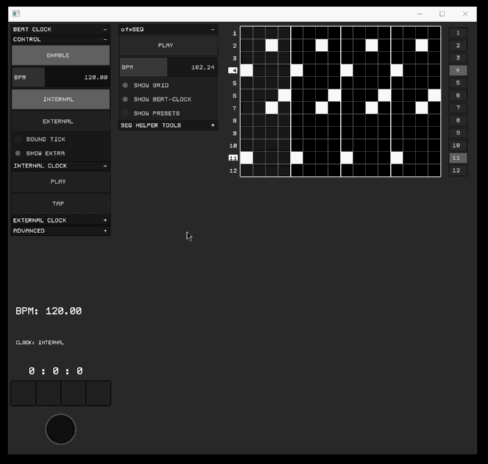 BEAT CLOCK -
CONTROL -
ENABLE
BPM 120.00
INTERNAL
EXTERNAL
SOUND TICK
SHOW EXTRA
INTERNAL CLOCK -
PLAY
TAP
EXTERNAL CLOCK +
ADVANCED +
BPM: 120.00
CLOCK: INTERNAL
0 : 0 : 0
ofxSEQ -
PLAY
BPM 162.24
SHOW GRID
SHOW BEAT-CLOCK
SHOW PRESETS
SEQ HELPER TOOLS +
1
2
3
4
5
6
7
8
9
10
11
12
1
2
3
4
5
6
7
8
9
10
11
12